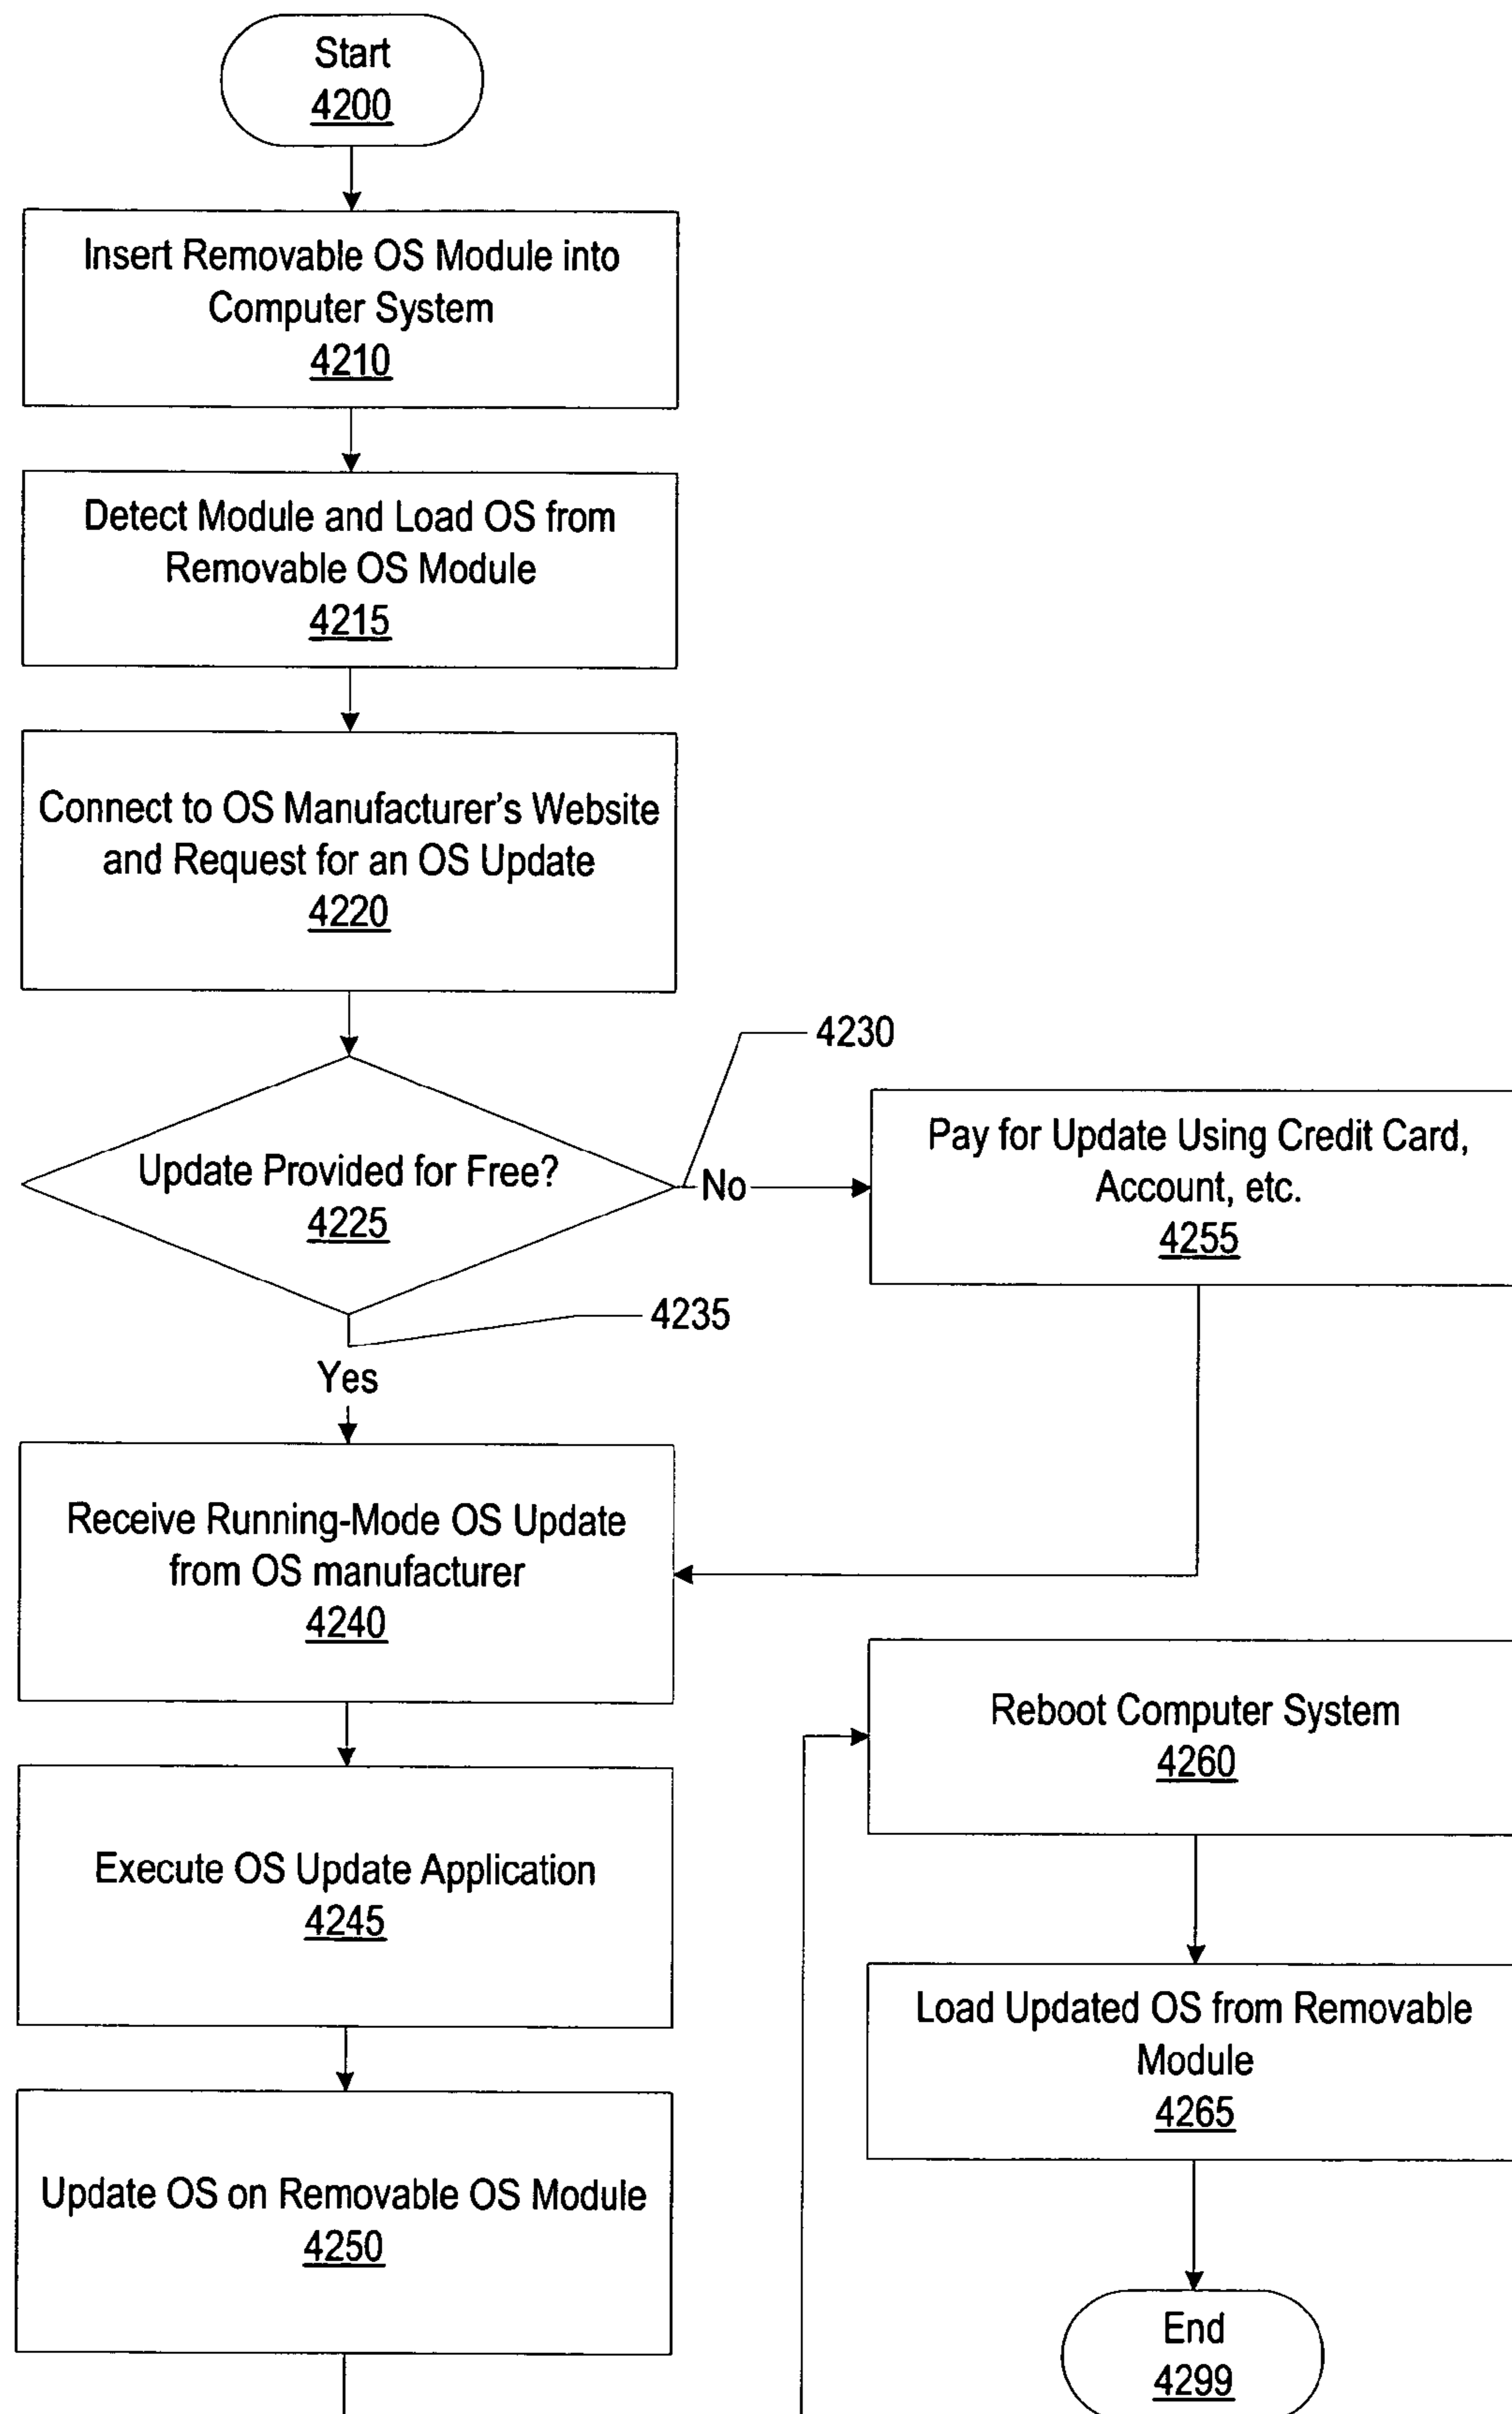 Start
4200
Insert Removable OS Module into
Computer System
4210
Detect Module and Load OS from
Removable OS Module
4215
Connect to OS Manufacturer's Website
and Request for an OS Update
4220
Update Provided for Free?
4225
4230
No
Pay for Update Using Credit Card,
Account, etc.
4255
4235
Yes
Receive Running-Mode OS Update
from OS manufacturer
4240
Execute OS Update Application
4245
Update OS on Removable OS Module
4250
Reboot Computer System
4260
Load Updated OS from Removable
Module
4265
End
4299